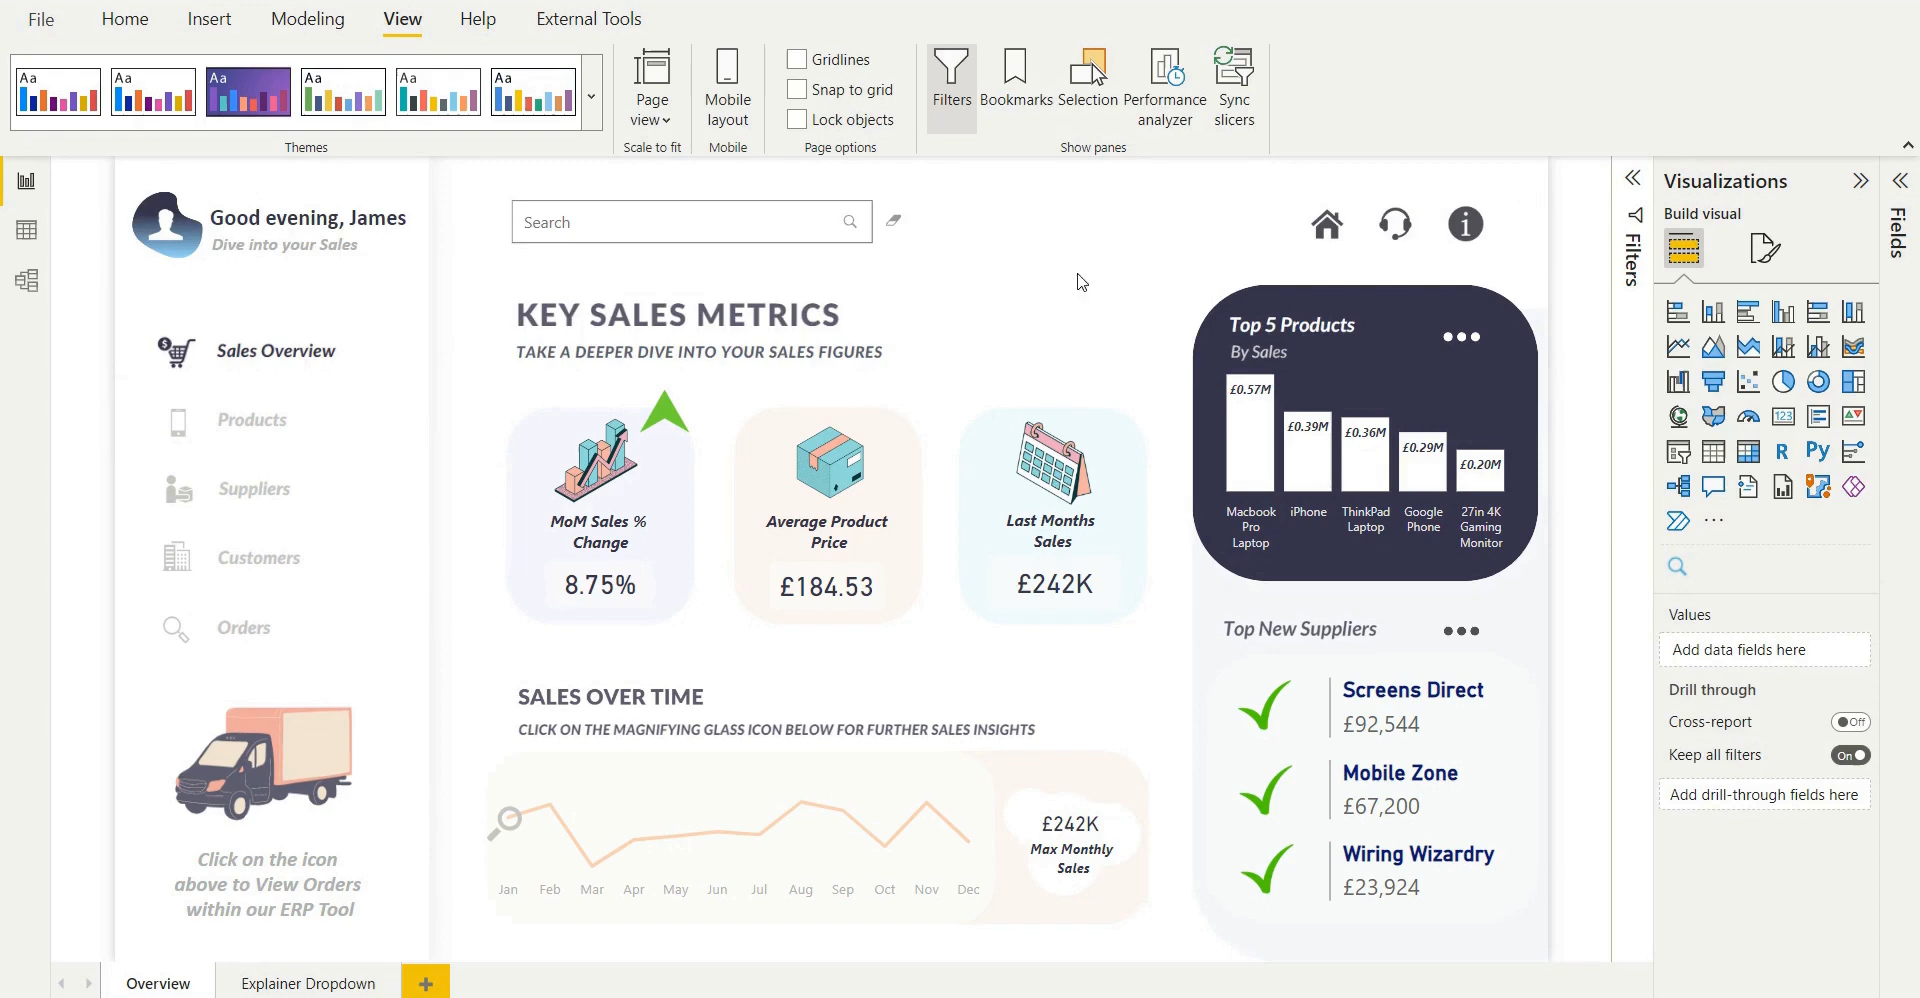 File Home Insert Modeling View Help External Tools
Aa Aa Aa Aa Aa Aa
Themes
Page
view
Scale to fit
Mobile
layout
Mobile
Gridlines
Snap to grid
Lock objects
Page options
Filters
Bookmarks
Selection
Performance
analyzer
Sync
slicers
Show panes
Good evening, James
Dive into your Sales
$
Sales Overview
Products
Suppliers
Customers
Orders
Click on the icon
above to View Orders
within our ERP Tool
Search
i
KEY SALES METRICS
TAKE A DEEPER DIVE INTO YOUR SALES FIGURES
MoM Sales %
Change
8.75%
Average Product
Price
£184.53
Last Months
Sales
£242K
SALES OVER TIME
CLICK ON THE MAGNIFYING GLASS ICON BELOW FOR FURTHER SALES INSIGHTS
Jan Feb Mar Apr May Jun Jul Aug Sep Oct Nov Dec
£242K
Max Monthly
Sales
Top 5 Products
By Sales
£0.57M
£0.39M
£0.36M
£0.29M
£0.20M
Macbook
Pro
Laptop
iPhone
ThinkPad
Laptop
Google
Phone
27in 4K
Gaming
Monitor
Top New Suppliers
Screens Direct
£92,544
Mobile Zone
£67,200
Wiring Wizardry
£23,924
Filters
Visualizations
Build visual
123
R
Py
Values
Add data fields here
Drill through
Cross-report
Off
Keep all filters
On
Add drill-through fields here
Fields
Overview
Explainer Dropdown